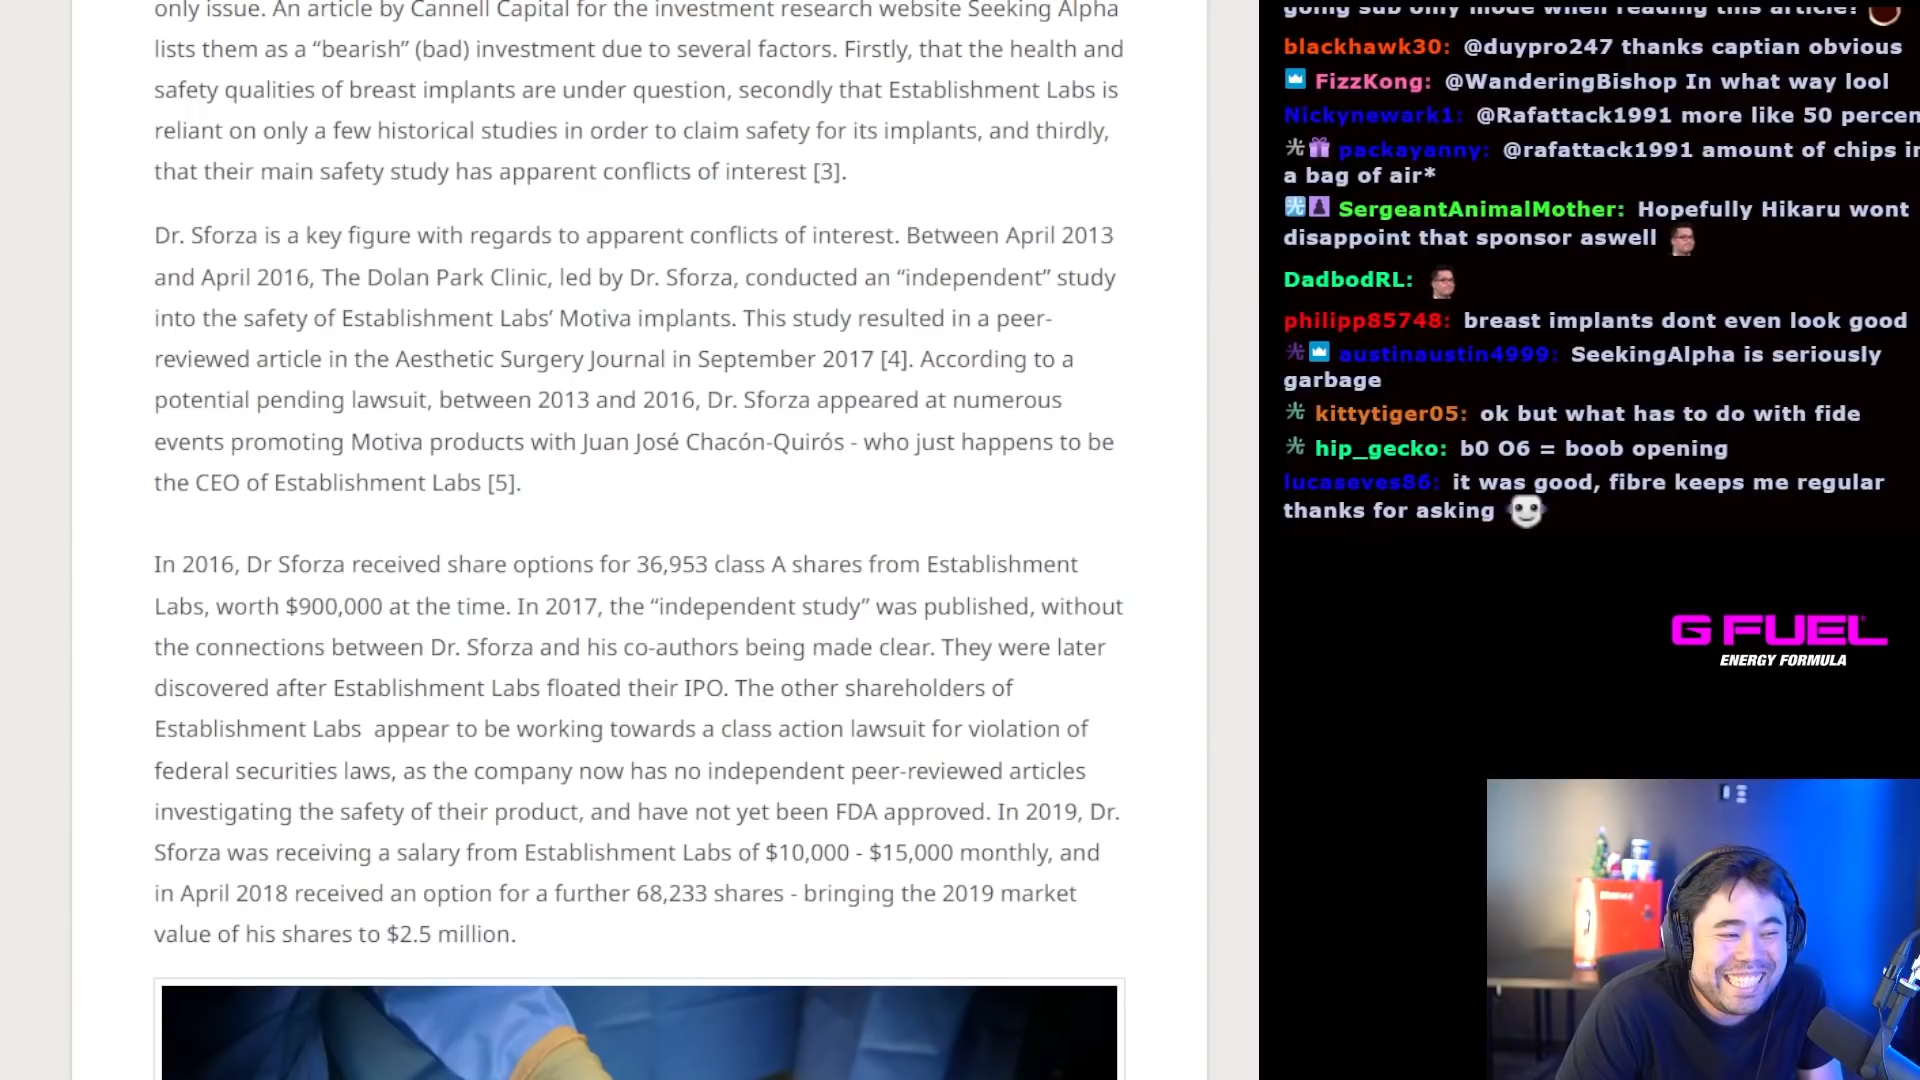 only issue. An article by Cannell Capital for the investment research website Seeking Alpha
lists them as a “bearish” (bad) investment due to several factors. Firstly, that the health and
safety qualities of breast implants are under question, secondly that Establishment Labs is
reliant on only a few historical studies in order to claim safety for its implants, and thirdly,
that their main safety study has apparent conflicts of interest [3].
Dr. Sforza is a key figure with regards to apparent conflicts of interest. Between April 2013
and April 2016, The Dolan Park Clinic, led by Dr. Sforza, conducted an “independent” study
into the safety of Establishment Labs’ Motiva implants. This study resulted in a peer-
reviewed article in the Aesthetic Surgery Journal in September 2017 [4]. According to a
potential pending lawsuit, between 2013 and 2016, Dr. Sforza appeared at numerous
events promoting Motiva products with Juan José Chacón-Quirós - who just happens to be
the CEO of Establishment Labs [5].
In 2016, Dr Sforza received share options for 36,953 class A shares from Establishment
Labs, worth $900,000 at the time. In 2017, the “independent study” was published, without
the connections between Dr. Sforza and his co-authors being made clear. They were later
discovered after Establishment Labs floated their IPO. The other shareholders of
Establishment Labs  appear to be working towards a class action lawsuit for violation of
federal securities laws, as the company now has no independent peer-reviewed articles
investigating the safety of their product, and have not yet been FDA approved. In 2019, Dr.
Sforza was receiving a salary from Establishment Labs of $10,000 - $15,000 monthly, and
in April 2018 received an option for a further 68,233 shares - bringing the 2019 market
value of his shares to $2.5 million.
going sub only mode when reading this article?
blackhawk30: @duypro247 thanks captian obvious
FizzKong: @WanderingBishop In what way lool
Nickynewark1: @Rafattack1991 more like 50 percen
packayanny: @rafattack1991 amount of chips in
a bag of air*
SergeantAnimalMother: Hopefully Hikaru wont
disappoint that sponsor aswell
DadbodRL:
philipp85748: breast implants dont even look good
austinaustin4999: SeekingAlpha is seriously
garbage
kittytiger05: ok but what has to do with fide
hip_gecko: b0 O6 = boob opening
lucaseves86: it was good, fibre keeps me regular
thanks for asking
G FUEL
ENERGY FORMULA